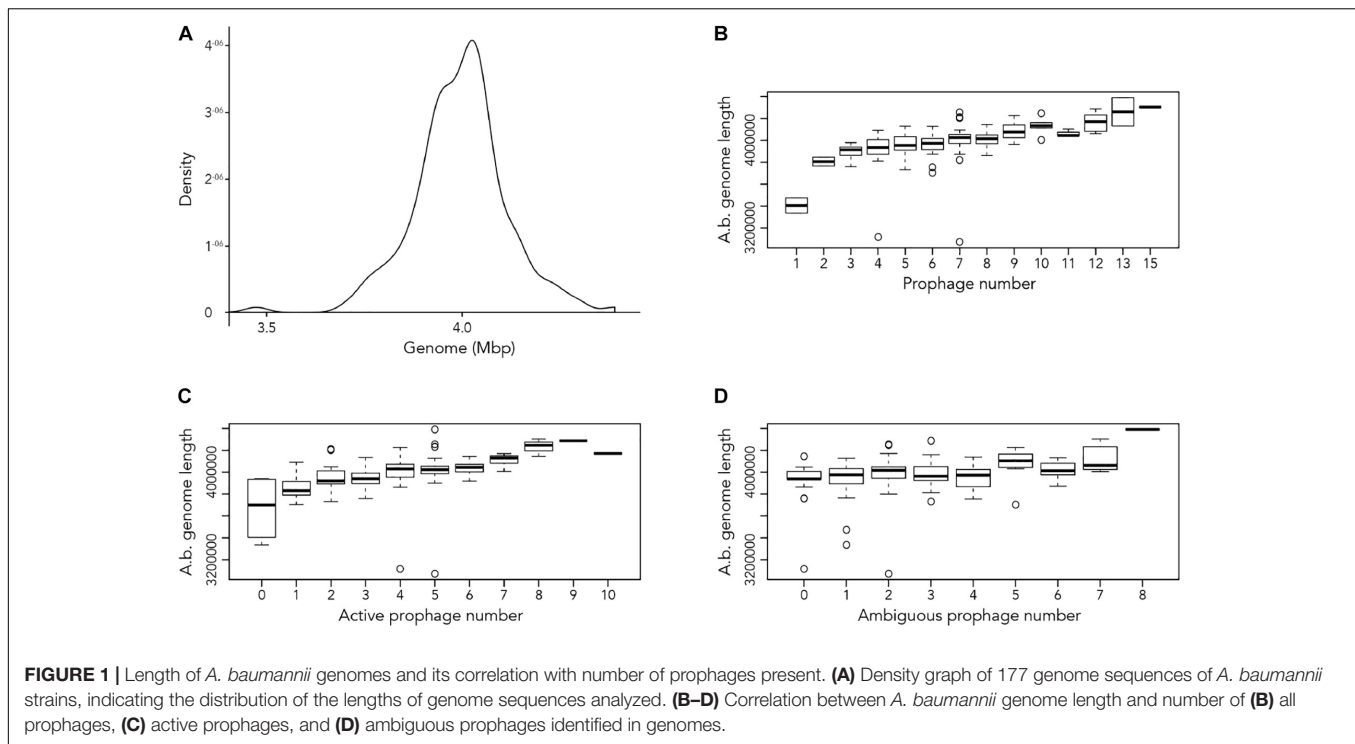 A
4-06
3-06
2-06
1-06
0
Density
3.5 4.0
Genome (Mbp)
B
A.b. genome length
3200000 4000000
1 2 3 4 5 6 7 8 9 10 11 12 13 15
Prophage number
C
A.b. genome length
3200000 4000000
0 1 2 3 4 5 6 7 8 9 10
Active prophage number
D
A.b. genome length
3200000 4000000
0 1 2 3 4 5 6 7 8
Ambiguous prophage number
FIGURE 1 | Length of A. baumannii genomes and its correlation with number of prophages present. (A) Density graph of 177 genome sequences of A. baumannii
strains, indicating the distribution of the lengths of genome sequences analyzed. (B–D) Correlation between A. baumannii genome length and number of (B) all
prophages, (C) active prophages, and (D) ambiguous prophages identified in genomes.